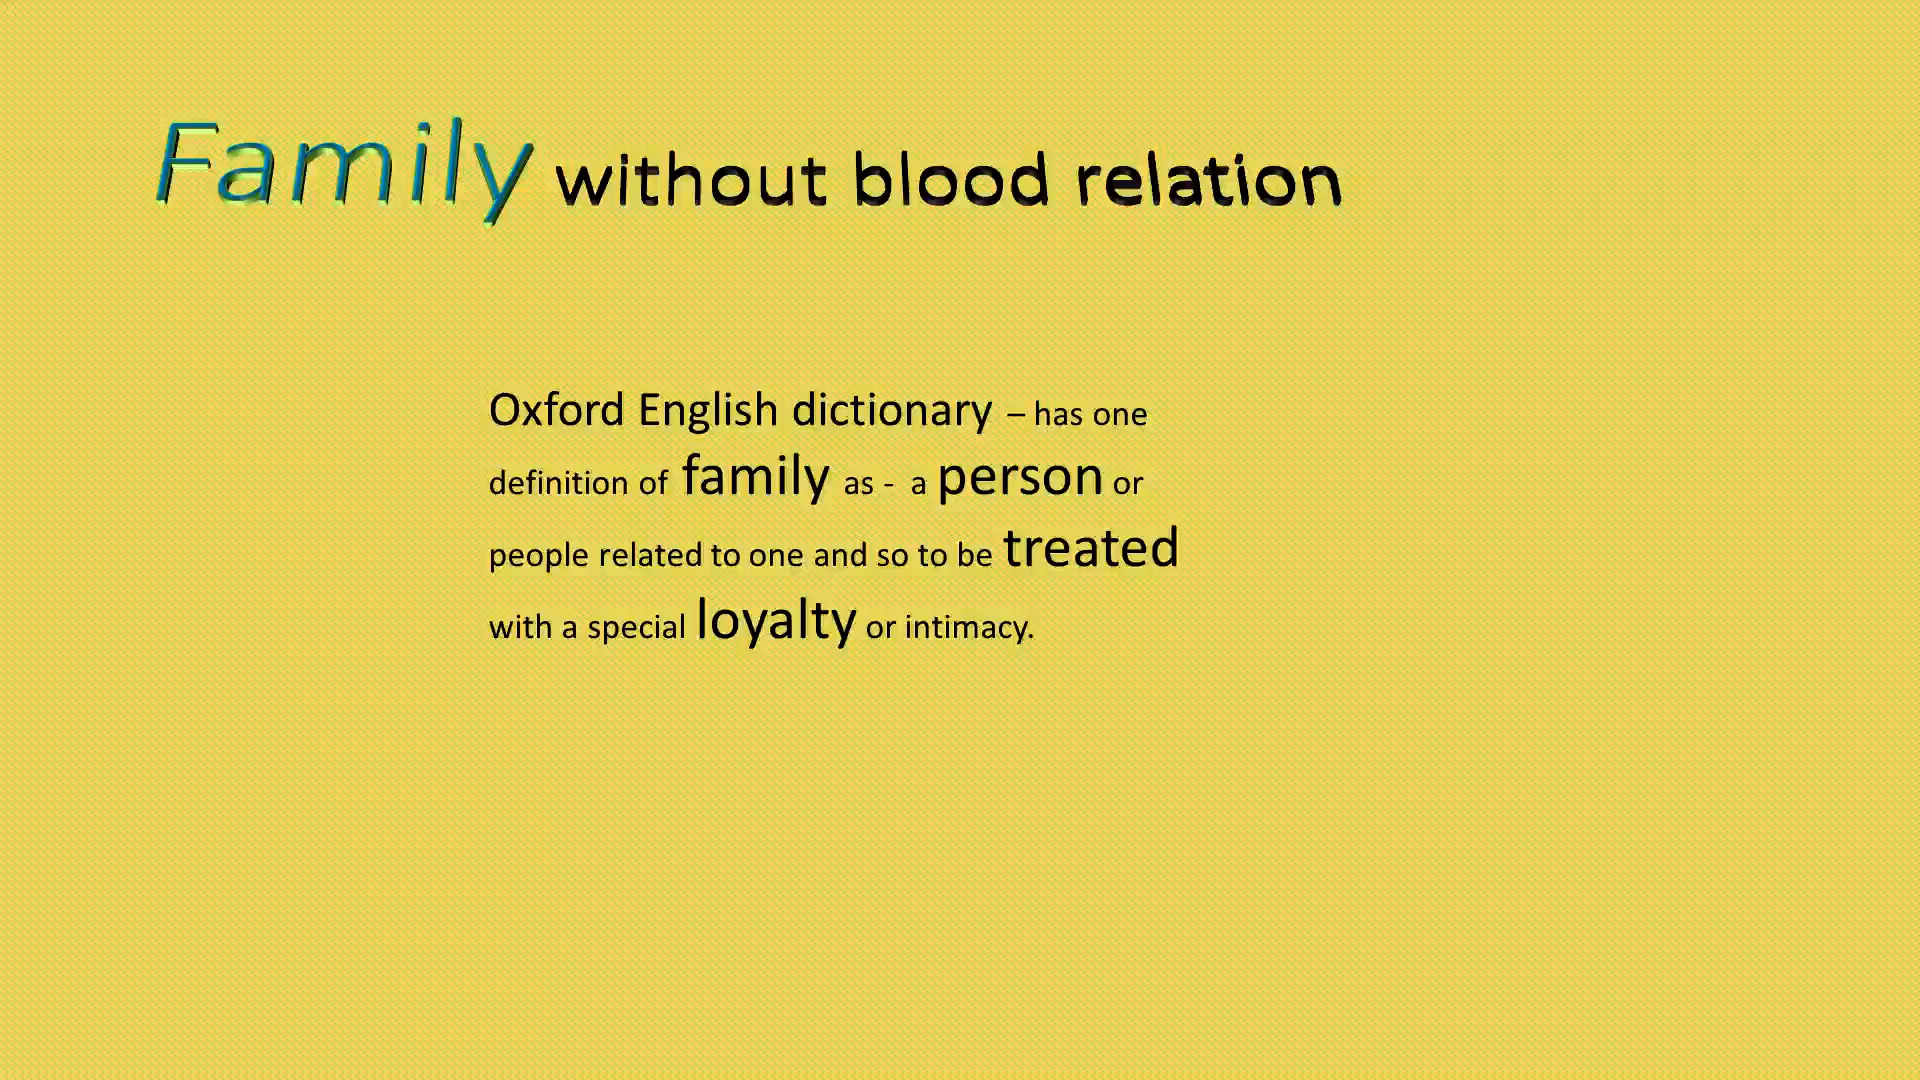 Family without blood relation
Oxford English dictionary – has one
definition of family as - a person or
people related to one and so to be treated
with a special loyalty or intimacy.